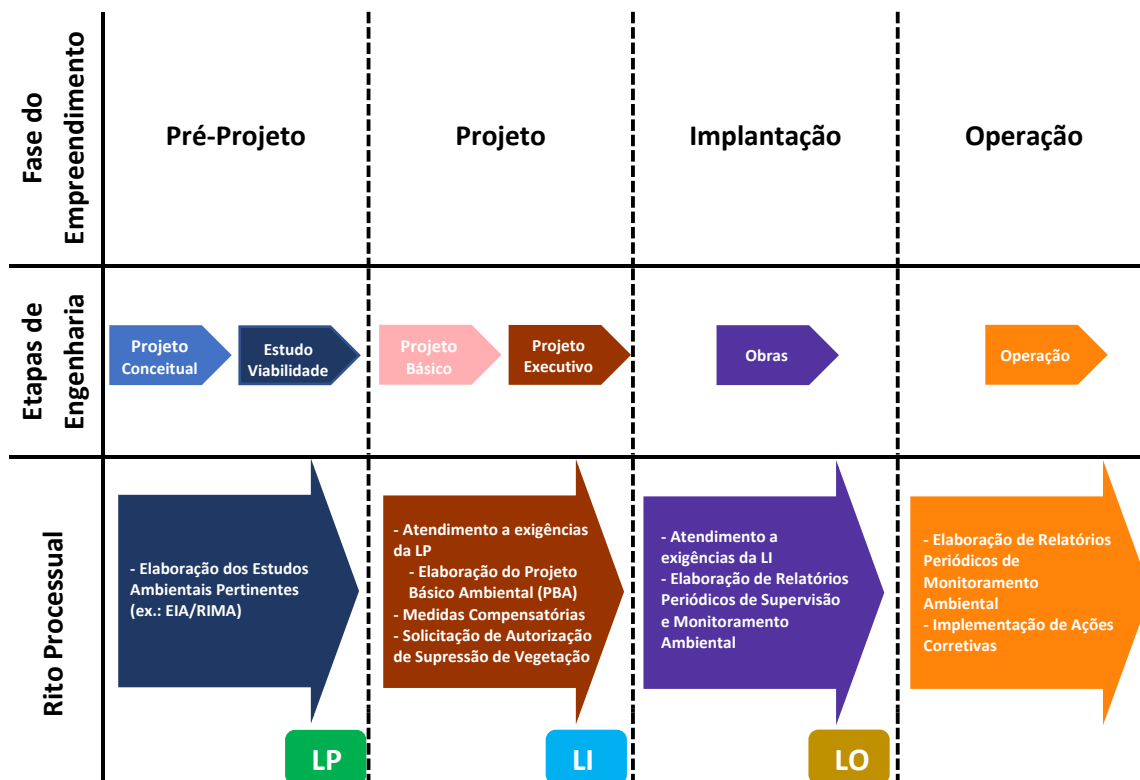 Fase do
Empreendimento
Pré-Projeto
Projeto
Implantação
Operação
Etapas de
Engenharia
Projeto
Conceitual
Estudo
Viabilidade
Projeto
Básico
Projeto
Executivo
Obras
Operação
Rito Processual
- Elaboração dos Estudos
Ambientais Pertinentes
(ex.: EIA/RIMA)
- Atendimento a exigências
da LP
- Elaboração do Projeto
Básico Ambiental (PBA)
- Medidas Compensatórias
- Solicitação de Autorização
de Supressão de Vegetação
- Atendimento a
exigências da LI
- Elaboração de Relatórios
Periódicos de Supervisão
e Monitoramento
Ambiental
- Elaboração de Relatórios
Periódicos de
Monitoramento
Ambiental
- Implementação de Ações
Corretivas
LP
LI
LO